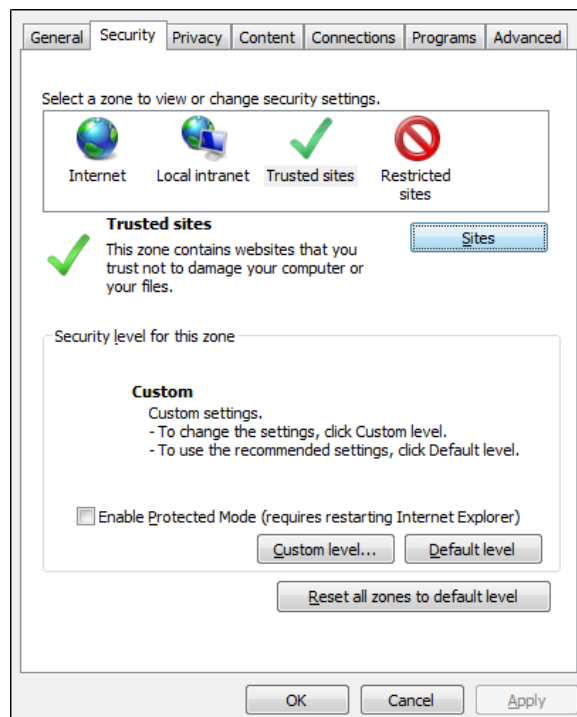 General Security Privacy Content Connections Programs Advanced
Select a zone to view or change security settings.
Internet Local intranet Trusted sites Restricted
sites
Trusted sites
Sites
This zone contains websites that you
trust not to damage your computer or
your files.
Security level for this zone
Custom
Custom settings.
- To change the settings, click Custom level.
- To use the recommended settings, click Default level.
Enable Protected Mode (requires restarting Internet Explorer)
Custom level... Default level
Reset all zones to default level
OK Cancel Apply